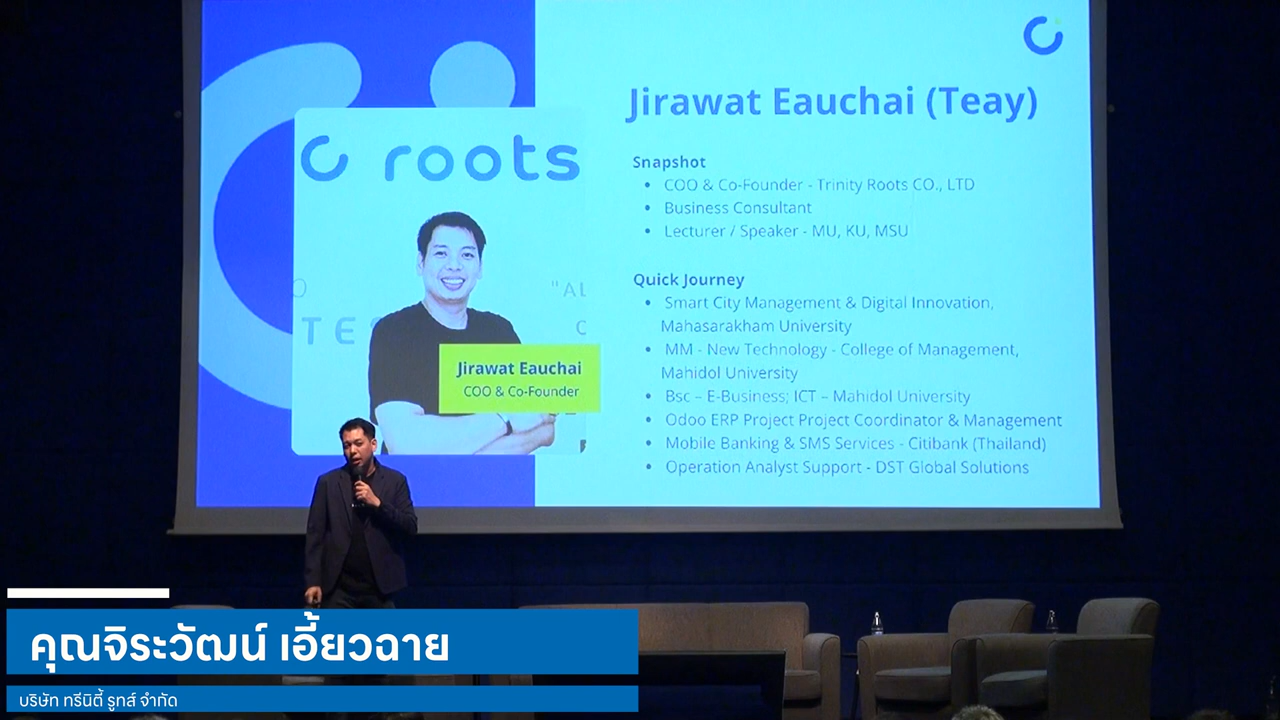 Jirawat Eauchai (Teay)
roots
Snapshot
• COO & Co-Founder - Trinity Roots CO., LTD
• Business Consultant
• Lecturer / Speaker - MU, KU, MSU
Quick Journey
• Smart City Management & Digital Innovation,
Mahasarakham University
• MM - New Technology - College of Management,
Mahidol University
• Bsc – E-Business; ICT – Mahidol University
• Odoo ERP Project Project Coordinator & Management
• Mobile Banking & SMS Services - Citibank (Thailand)
• Operation Analyst Support - DST Global Solutions
Jirawat Eauchai
COO & Co-Founder
คุณจิระวัฒน์ เอี้ยวฉาย
บริษัท ทรีนิตี้ รูทส์ จำกัด